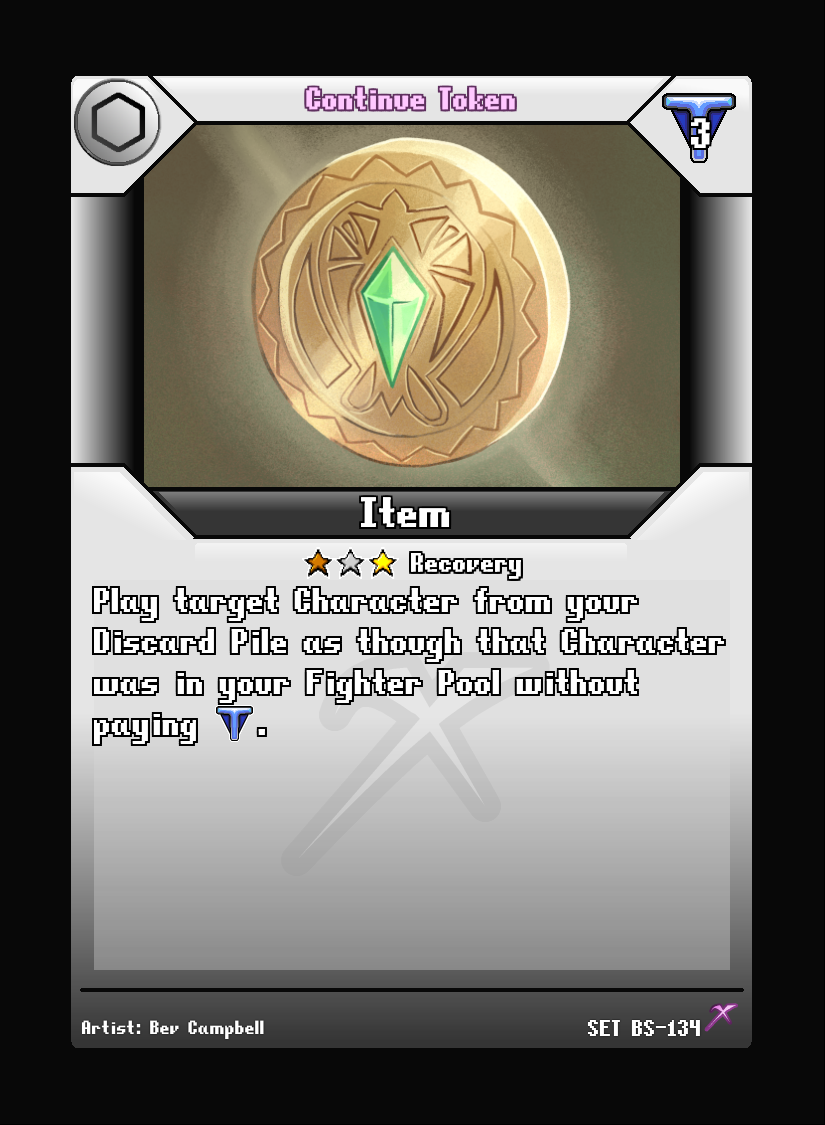 Continue Token
3
Item
Recovery
Play target Character from your
Discard Pile as though that Character
was in your Fighter Pool without
paying .
Artist: Bev Campbell
SET BS-134